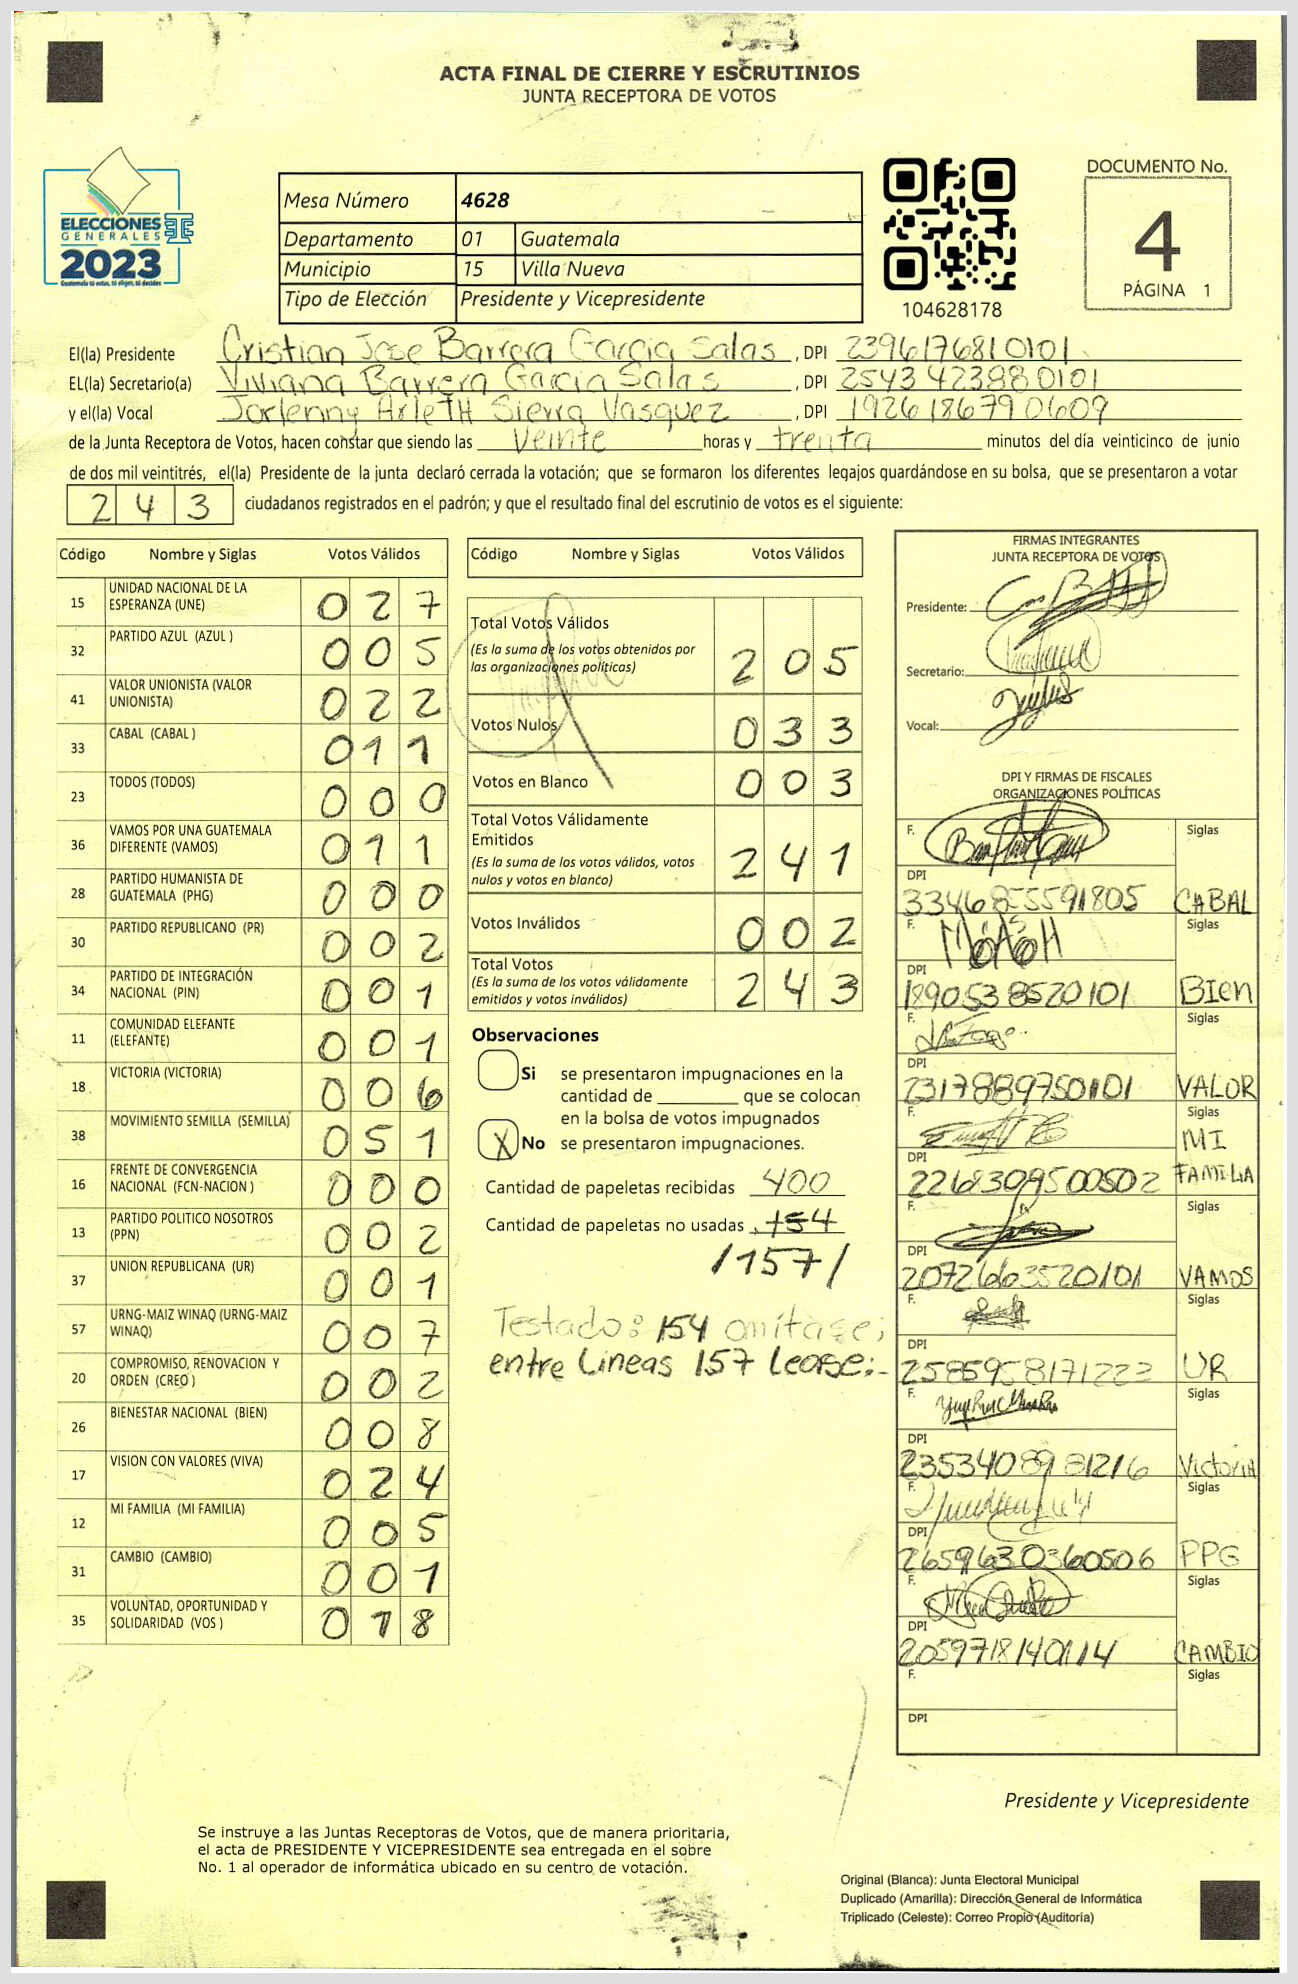 ACTA FINAL DE CIERRE Y ESCRUTINIOS
JUNTA RECEPTORA DE VOTOS
ELECCIONES
GENERALES
2023
Guatemala tú votas, tú eliges, tú decides
Mesa Número 4628
Departamento 01 Guatemala
Municipio 15 Villa Nueva
Tipo de Elección Presidente y Vicepresidente
104628178
DOCUMENTO No.
4
PÁGINA 1
El(la) Presidente Cristian Jose Barrera Garcia Salas , DPI 2396176810101
EL(la) Secretario(a) Viviana Barrera Garcia Salas , DPI 2543423880101
y el(la) Vocal Jorlenny ArleTH Sierra Vasquez , DPI 1926186790609
de la Junta Receptora de Votos, hacen constar que siendo las veinte horas y trenta minutos del día veinticinco de junio
de dos mil veintitrés, el(la) Presidente de la junta declaró cerrada la votación; que se formaron los diferentes legajos quardándose en su bolsa, que se presentaron a votar
2 4 3 ciudadanos registrados en el padrón; y que el resultado final del escrutinio de votos es el siguiente:
Código Nombre y Siglas Votos Válidos
15 UNIDAD NACIONAL DE LA ESPERANZA (UNE) 0 2 7
32 PARTIDO AZUL (AZUL ) 0 0 5
41 VALOR UNIONISTA (VALOR UNIONISTA) 0 2 2
33 CABAL (CABAL ) 0 1 1
23 TODOS (TODOS) 0 0 0
36 VAMOS POR UNA GUATEMALA DIFERENTE (VAMOS) 0 1 1
28 PARTIDO HUMANISTA DE GUATEMALA (PHG) 0 0 0
30 PARTIDO REPUBLICANO (PR) 0 0 2
34 PARTIDO DE INTEGRACIÓN NACIONAL (PIN) 0 0 1
11 COMUNIDAD ELEFANTE (ELEFANTE) 0 0 1
18 VICTORIA (VICTORIA) 0 0 6
38 MOVIMIENTO SEMILLA (SEMILLA) 0 5 1
16 FRENTE DE CONVERGENCIA NACIONAL (FCN-NACION ) 0 0 0
13 PARTIDO POLITICO NOSOTROS (PPN) 0 0 2
37 UNION REPUBLICANA (UR) 0 0 1
57 URNG-MAIZ WINAQ (URNG-MAIZ WINAQ) 0 0 7
20 COMPROMISO, RENOVACION Y ORDEN (CREO ) 0 0 2
26 BIENESTAR NACIONAL (BIEN) 0 0 8
17 VISION CON VALORES (VIVA) 0 2 4
12 MI FAMILIA (MI FAMILIA) 0 0 5
31 CAMBIO (CAMBIO) 0 0 1
35 VOLUNTAD, OPORTUNIDAD Y SOLIDARIDAD (VOS ) 0 1 8
Código Nombre y Siglas Votos Válidos
Total Votos Válidos
(Es la suma de los votos obtenidos por
las organizaciones políticas) 2 0 5
Votos Nulos 0 3 3
Votos en Blanco 0 0 3
Total Votos Válidamente
Emitidos
(Es la suma de los votos válidos, votos
nulos y votos en blanco) 2 4 1
Votos Inválidos 0 0 2
Total Votos
(Es la suma de los votos válidamente
emitidos y votos inválidos) 2 4 3
Observaciones
Si se presentaron impugnaciones en la
cantidad de ________ que se colocan
en la bolsa de votos impugnados
X No se presentaron impugnaciones.
Cantidad de papeletas recibidas 400
Cantidad de papeletas no usadas 154
/157/
Testado: 154 omitase;
entre Lineas 157 Lease;-
FIRMAS INTEGRANTES
JUNTA RECEPTORA DE VOTOS
Presidente:
Secretario:
Vocal:
DPI Y FIRMAS DE FISCALES
ORGANIZACIONES POLÍTICAS
F. Siglas
DPI
3346855591805 CABAL
F. Siglas
DPI
1890538520101 BIen
F. Siglas
DPI
2317889750101 VALOR
F. Siglas
MI
DPI
2268309500502 FAMILIA
F. Siglas
DPI
2072663520101 VAMOS
F. Siglas
DPI
2585958171222 UR
F. Siglas
DPI
2353408981216 VictoriA
F. Siglas
DPI
2659630360506 PPG
F. Siglas
DPI
2059718140114 CAMBIO
F. Siglas
DPI
Presidente y Vicepresidente
Se instruye a las Juntas Receptoras de Votos, que de manera prioritaria,
el acta de PRESIDENTE Y VICEPRESIDENTE sea entregada en el sobre
No. 1 al operador de informática ubicado en su centro de votación.
Original (Blanca): Junta Electoral Municipal
Duplicado (Amarilla): Dirección General de Informática
Triplicado (Celeste): Correo Propio (Auditoría)